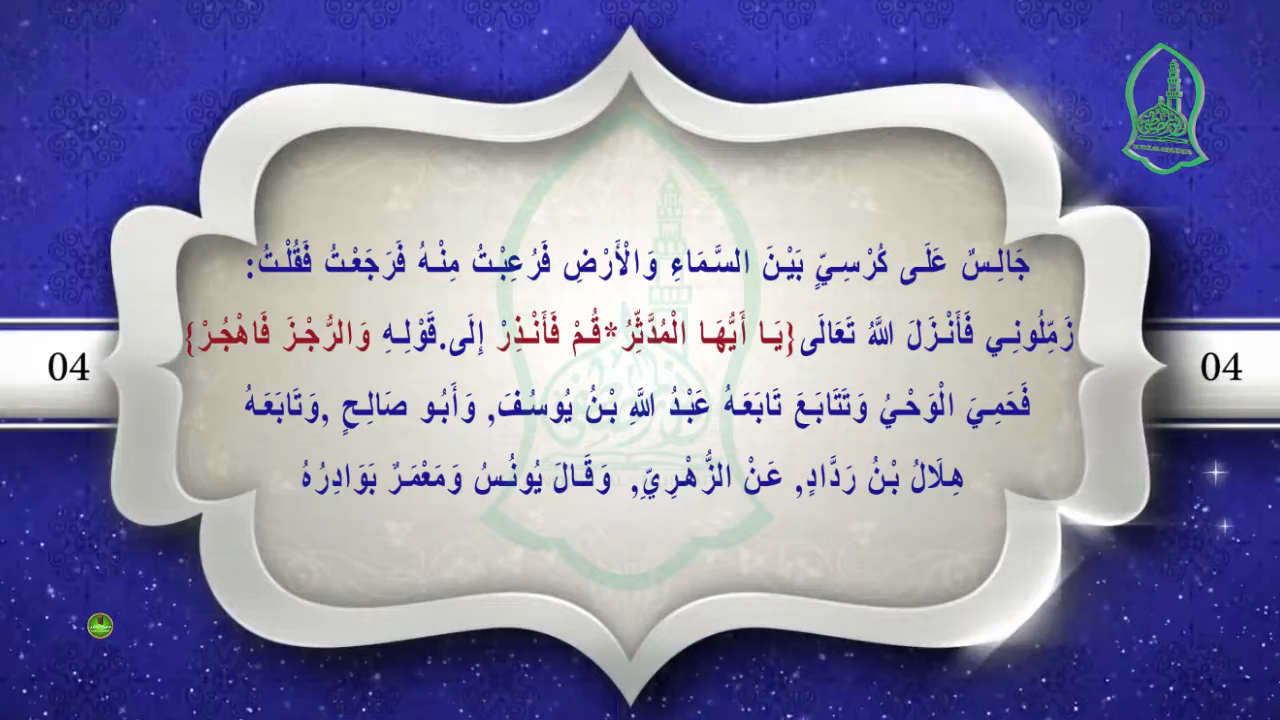 جَالِسٌ عَلَى كُرْسِيٍّ بَيْنَ السَّمَاءِ وَالْأَرْضِ فَرُعِبْتُ مِنْهُ فَرَجَعْتُ فَقُلْتُ:
زَمِّلُونِي فَأَنْزَلَ اللَّهُ تَعَالَى{يَا أَيُّهَا الْمُدَّثِّرُ*قُمْ فَأَنْذِرْ إِلَى.قَوْلِهِ وَالرُّجْزَ فَاهْجُرْ}
04
04
فَحَمِيَ الْوَحْيُ وَتَتَابَعَ تَابَعَهُ عَبْدُ اللَّهِ بْنُ يُوسُفَ, وَأَبُو صَالِحٍ ,وَتَابَعَهُ
هِلَالُ بْنُ رَدَّادٍ, عَنْ الزُّهْرِيِّ, وَقَالَ يُونُسُ وَمَعْمَرٌ بَوَادِرُهُ